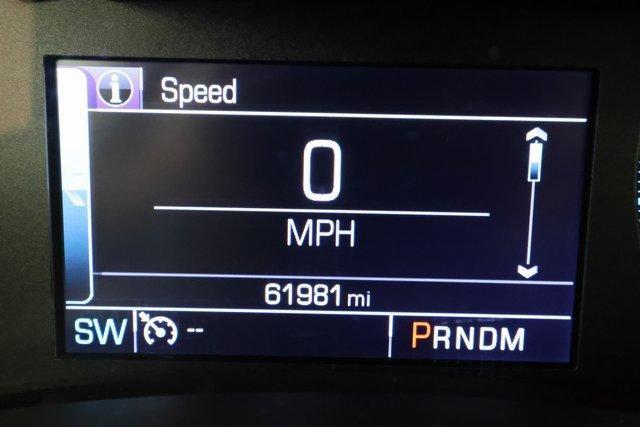 i Speed
0
MPH
61981 mi
SW -- PRNDM